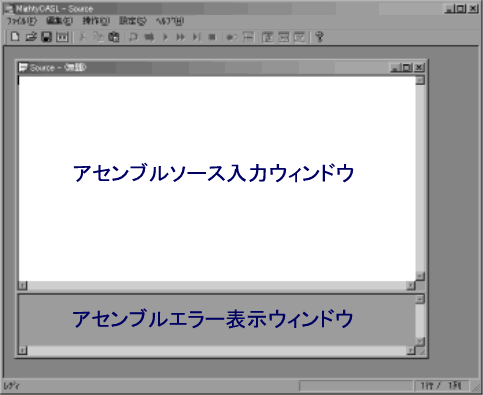 MightyCASL - Source
ファイル(F) 編集(E) 操作(O) 設定(S) ヘルプ(H)
Source - <無題>
アセンブルソース入力ウィンドウ
アセンブルエラー表示ウィンドウ
レディ
1行 / 1列